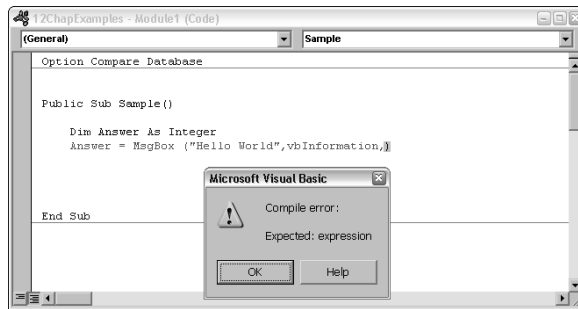 12ChapExamples - Module1 (Code)
(General)
Sample
Option Compare Database
Public Sub Sample()
Dim Answer As Integer
Answer = MsgBox ("Hello World",vbInformation,)
Microsoft Visual Basic
Compile error:
Expected: expression
OK
Help
End Sub